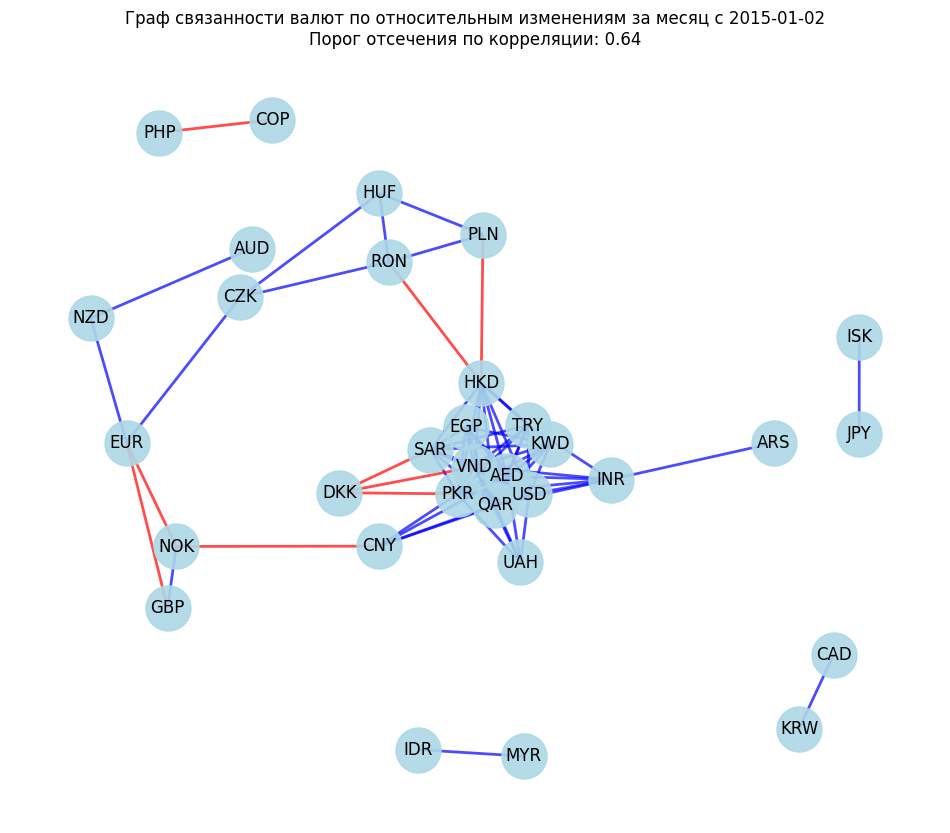 Граф связанности валют по относительным изменениям за месяц с 2015-01-02
Порог отсечения по корреляции: 0.64
COP
PHP
HUF
PLN
AUD
RON
CZK
NZD
ISK
HKD
EGP
TRY
JPY
EUR
KWD
ARS
SAR
VND
AED
INR
DKK
PKR
USD
QAR
NOK
CNY
UAH
GBP
CAD
KRW
IDR
MYR